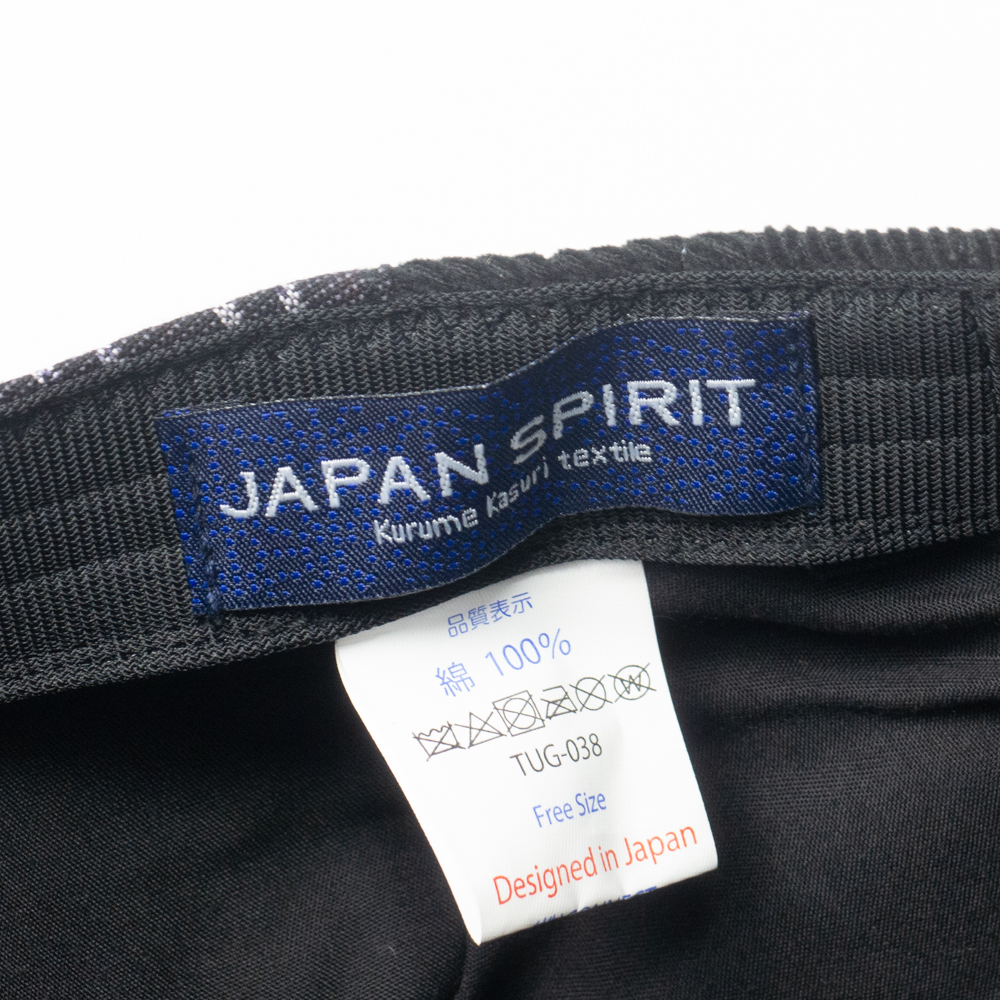 JAPAN SPIRIT
Kurume Kasuri textile
品質表示
綿 100%
TUG-038
Free Size
Designed in Japan